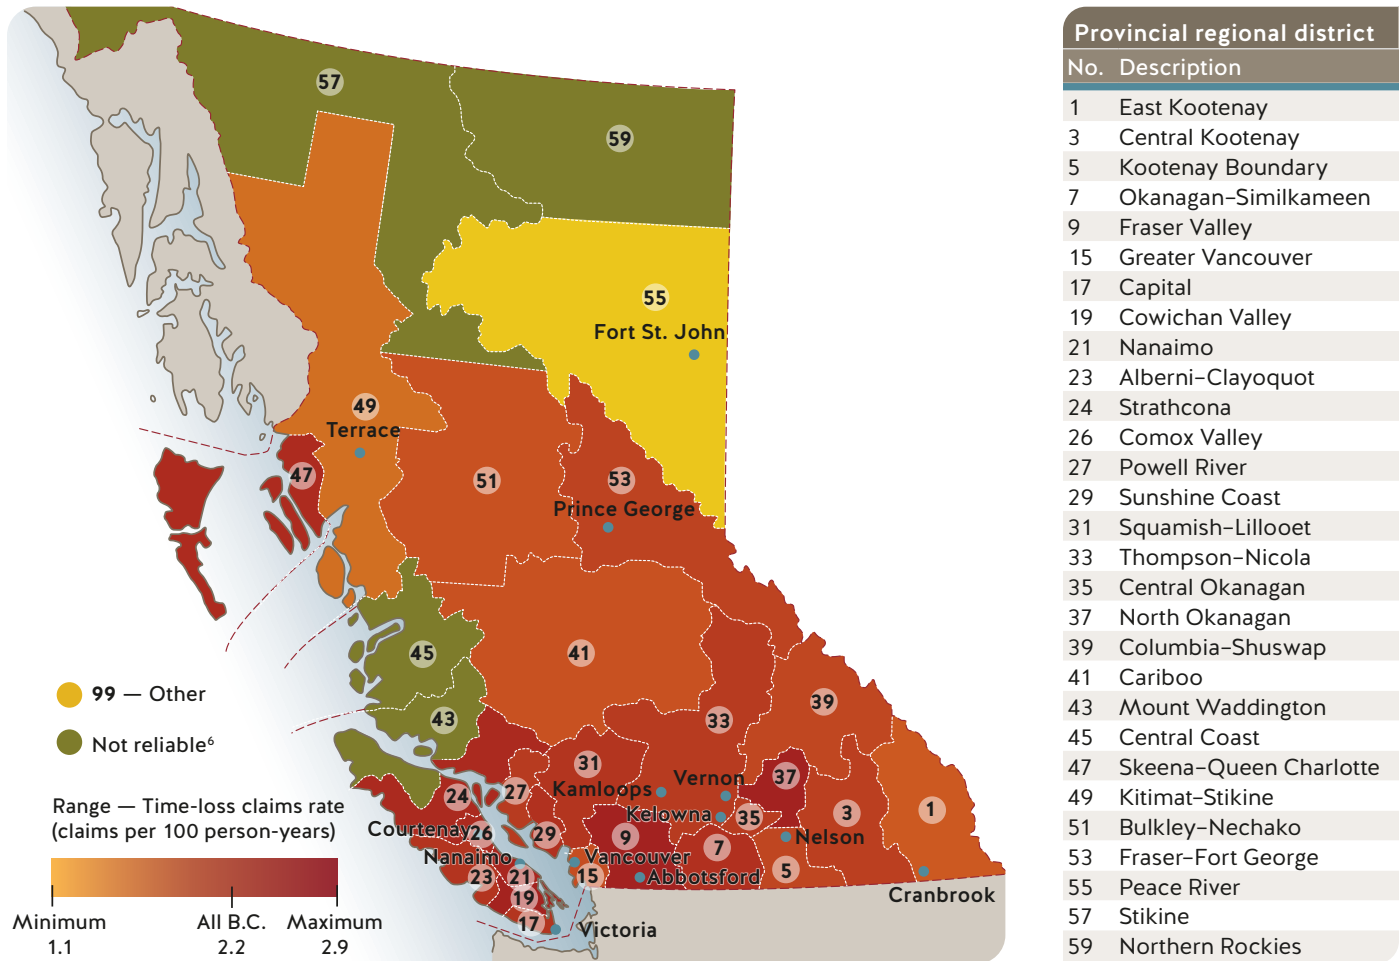 57
59
55
Fort St. John
49
Terrace
47
51
53
Prince George
45
41
43
39
33
31
37
Kamloops
Vernon
27
24
Kelowna
35
3
1
Courtenay
26
29
9
7
Nelson
Nanaimo
Vancouver
23
21
15
Abbotsford
5
Cranbrook
19
17
Victoria
99 — Other
Not reliable⁶
Range — Time-loss claims rate
(claims per 100 person-years)
Minimum All B.C. Maximum
1.1 2.2 2.9
Provincial regional district
No. Description
1 East Kootenay
3 Central Kootenay
5 Kootenay Boundary
7 Okanagan–Similkameen
9 Fraser Valley
15 Greater Vancouver
17 Capital
19 Cowichan Valley
21 Nanaimo
23 Alberni–Clayoquot
24 Strathcona
26 Comox Valley
27 Powell River
29 Sunshine Coast
31 Squamish–Lillooet
33 Thompson–Nicola
35 Central Okanagan
37 North Okanagan
39 Columbia–Shuswap
41 Cariboo
43 Mount Waddington
45 Central Coast
47 Skeena–Queen Charlotte
49 Kitimat–Stikine
51 Bulkley–Nechako
53 Fraser–Fort George
55 Peace River
57 Stikine
59 Northern Rockies